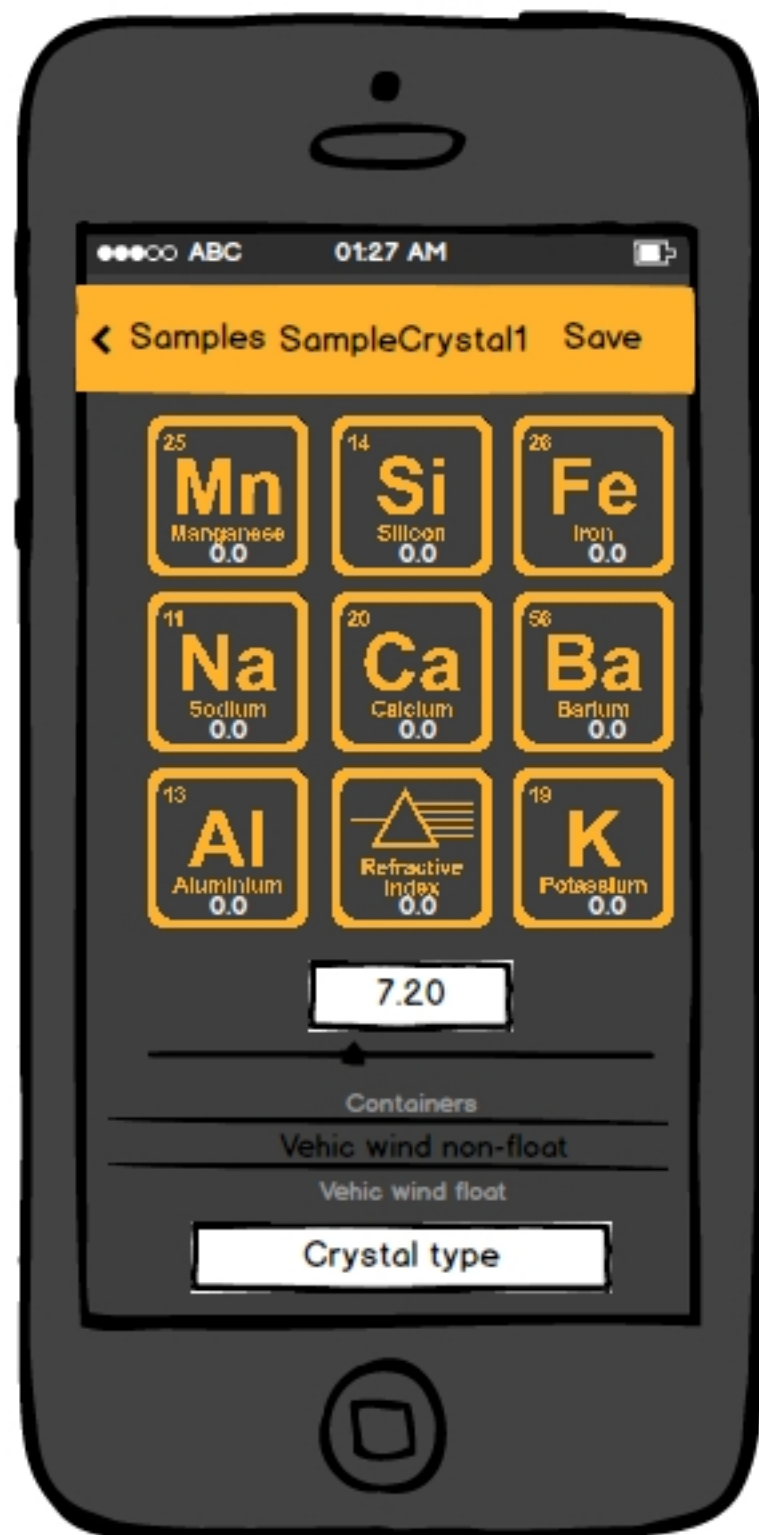 ABC 01:27 AM
< Samples SampleCrystal1 Save
25 14 26
Mn Si Fe
Manganese Silicon Iron
0.0 0.0 0.0
11 20 56
Na Ca Ba
Sodium Calcium Barium
0.0 0.0 0.0
13 19
Al K
Aluminium Refractive Index Potassium
0.0 0.0 0.0
7.20
Containers
Vehic wind non-float
Vehic wind float
Crystal type